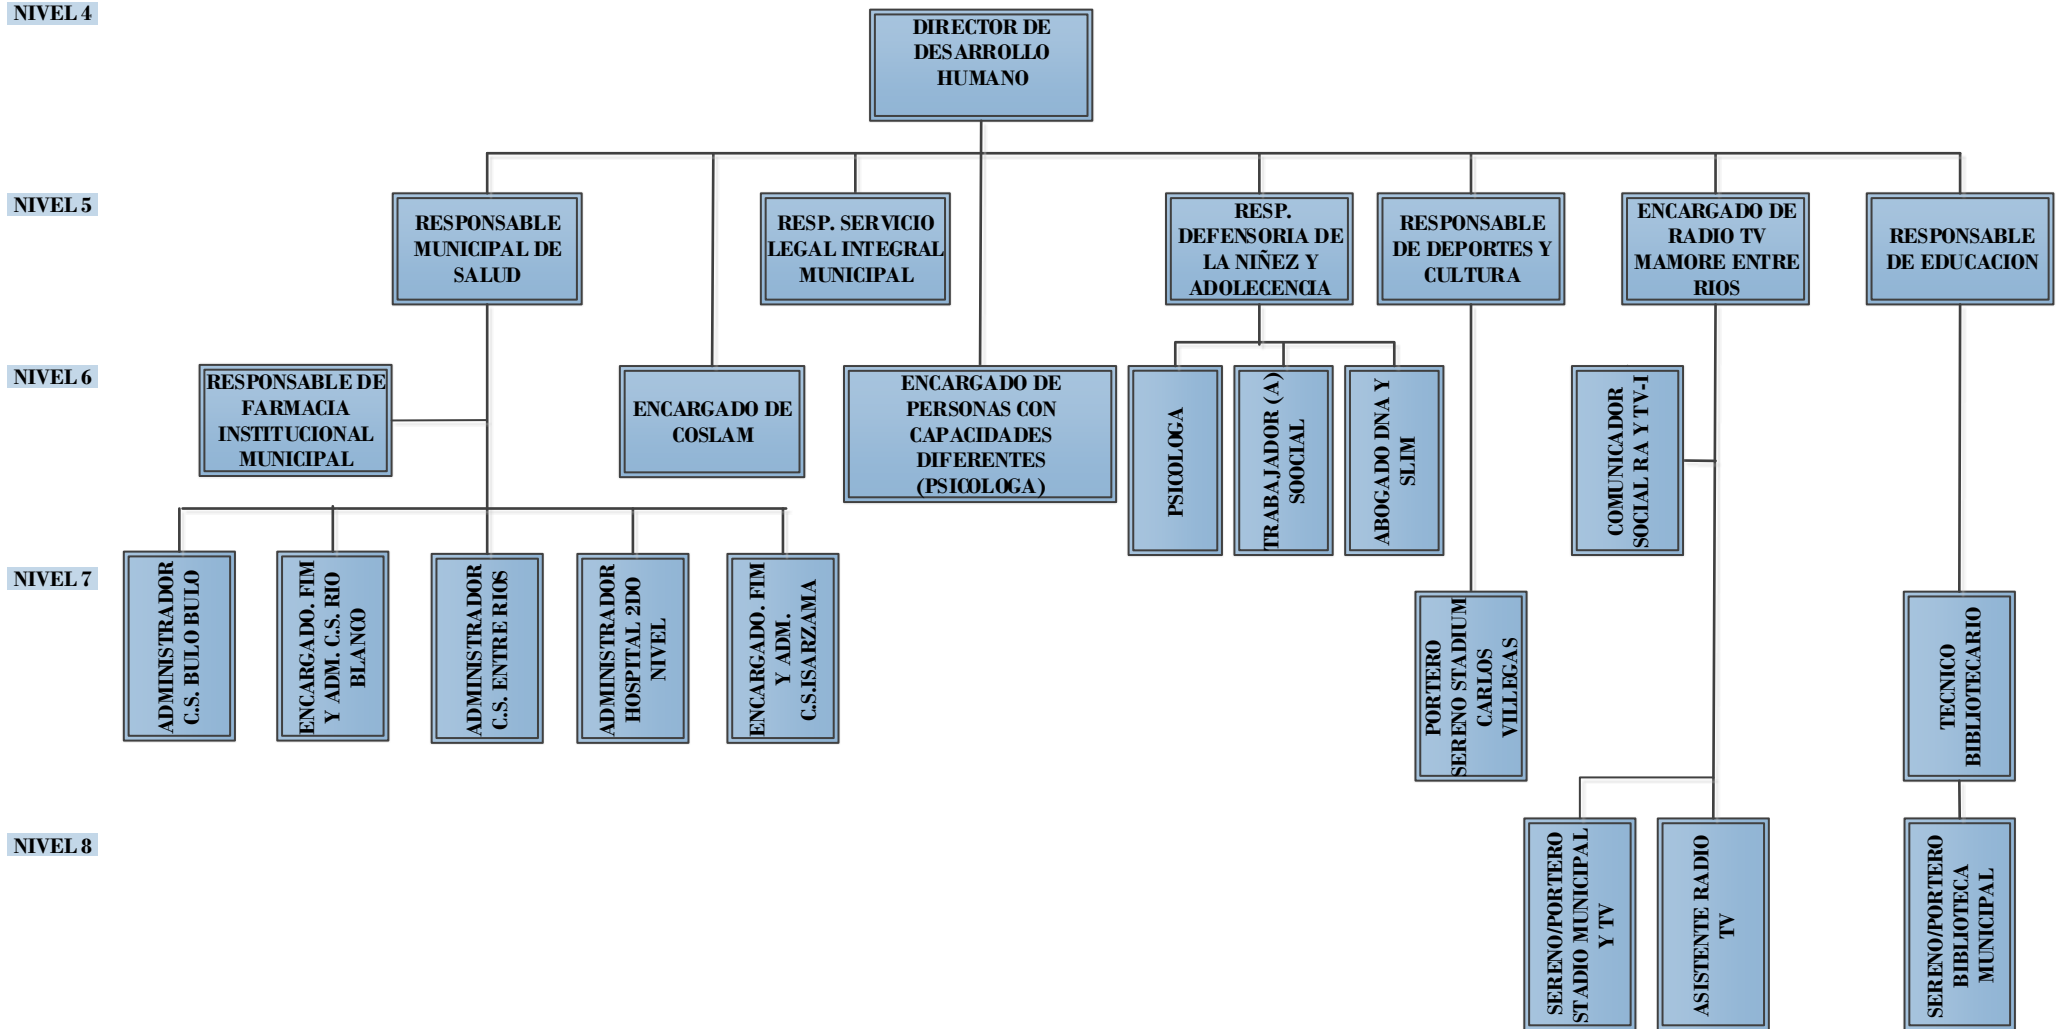 NIVEL 4
DIRECTOR DE
DESARROLLO
HUMANO
NIVEL 5
RESPONSABLE
MUNICIPAL DE
SALUD
RESP. SERVICIO
LEGAL INTEGRAL
MUNICIPAL
RESP.
DEFENSORIA DE
LA NIÑEZ Y
ADOLECENCIA
RESPONSABLE
DE DEPORTES Y
CULTURA
ENCARGADO DE
RADIO TV
MAMORE ENTRE
RIOS
RESPONSABLE
DE EDUCACION
NIVEL 6
RESPONSABLE DE
FARMACIA
INSTITUCIONAL
MUNICIPAL
ENCARGADO DE
COSLAM
ENCARGADO DE
PERSONAS CON
CAPACIDADES
DIFERENTES
(PSICOLOGA)
PSICOLOGA
TRABAJADOR (A)
SOOCIAL
ABOGADO DNA Y
SLIM
COMUNICADOR
SOCIAL RA Y TV-I
NIVEL 7
ADMINISTRADOR
C.S. BULO BULO
ENCARGADO. FIM
Y ADM. C.S. RIO
BLANCO
ADMINISTRADOR
C.S. ENTRE RIOS
ADMINISTRADOR
HOSPITAL 2DO
NIVEL
ENCARGADO. FIM
Y ADM.
C.S.ISARZAMA
PORTERO
SERENO STADIUM
CARLOS
VILLEGAS
TECNICO
BIBLIOTECARIO
NIVEL 8
SERENO/PORTERO
STADIO MUNICIPAL
Y TV
ASISTENTE RADIO
TV
SERENO/PORTERO
BIBLIOTECA
MUNICIPAL